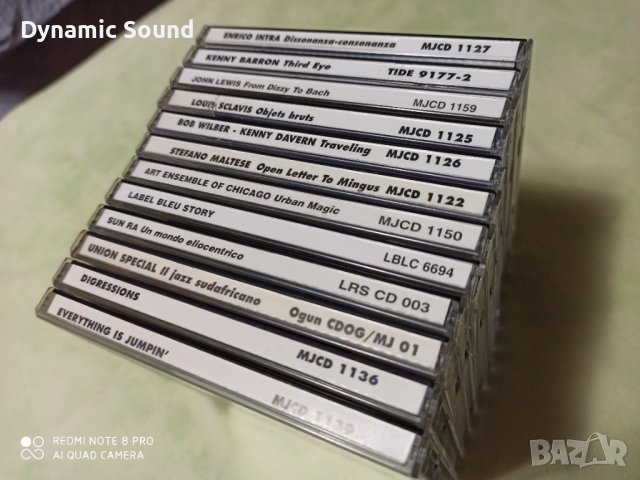 Dynamic Sound
ENRICO INTRA Dissonanza-consonanza MJCD 1127
KENNY BARRON Third Eye TIDE 9177-2
JOHN LEWIS From Dizzy To Bach MJCD 1159
LOUIS SCLAVIS Objets bruts MJCD 1125
BOB WILBER - KENNY DAVERN Traveling MJCD 1126
STEFANO MALTESE Open Letter To Mingus MJCD 1122
ART ENSEMBLE OF CHICAGO Urban Magic MJCD 1150
LABEL BLEU STORY LBLC 6694
SUN RA Un mondo eliocentrico LRS CD 003
UNION SPECIAL Il jazz sudafricano Ogun CDOG/MJ 01
DIGRESSIONS MJCD 1136
EVERYTHING IS JUMPIN' MJCD 1139
REDMI NOTE 8 PRO
AI QUAD CAMERA
BAZAR